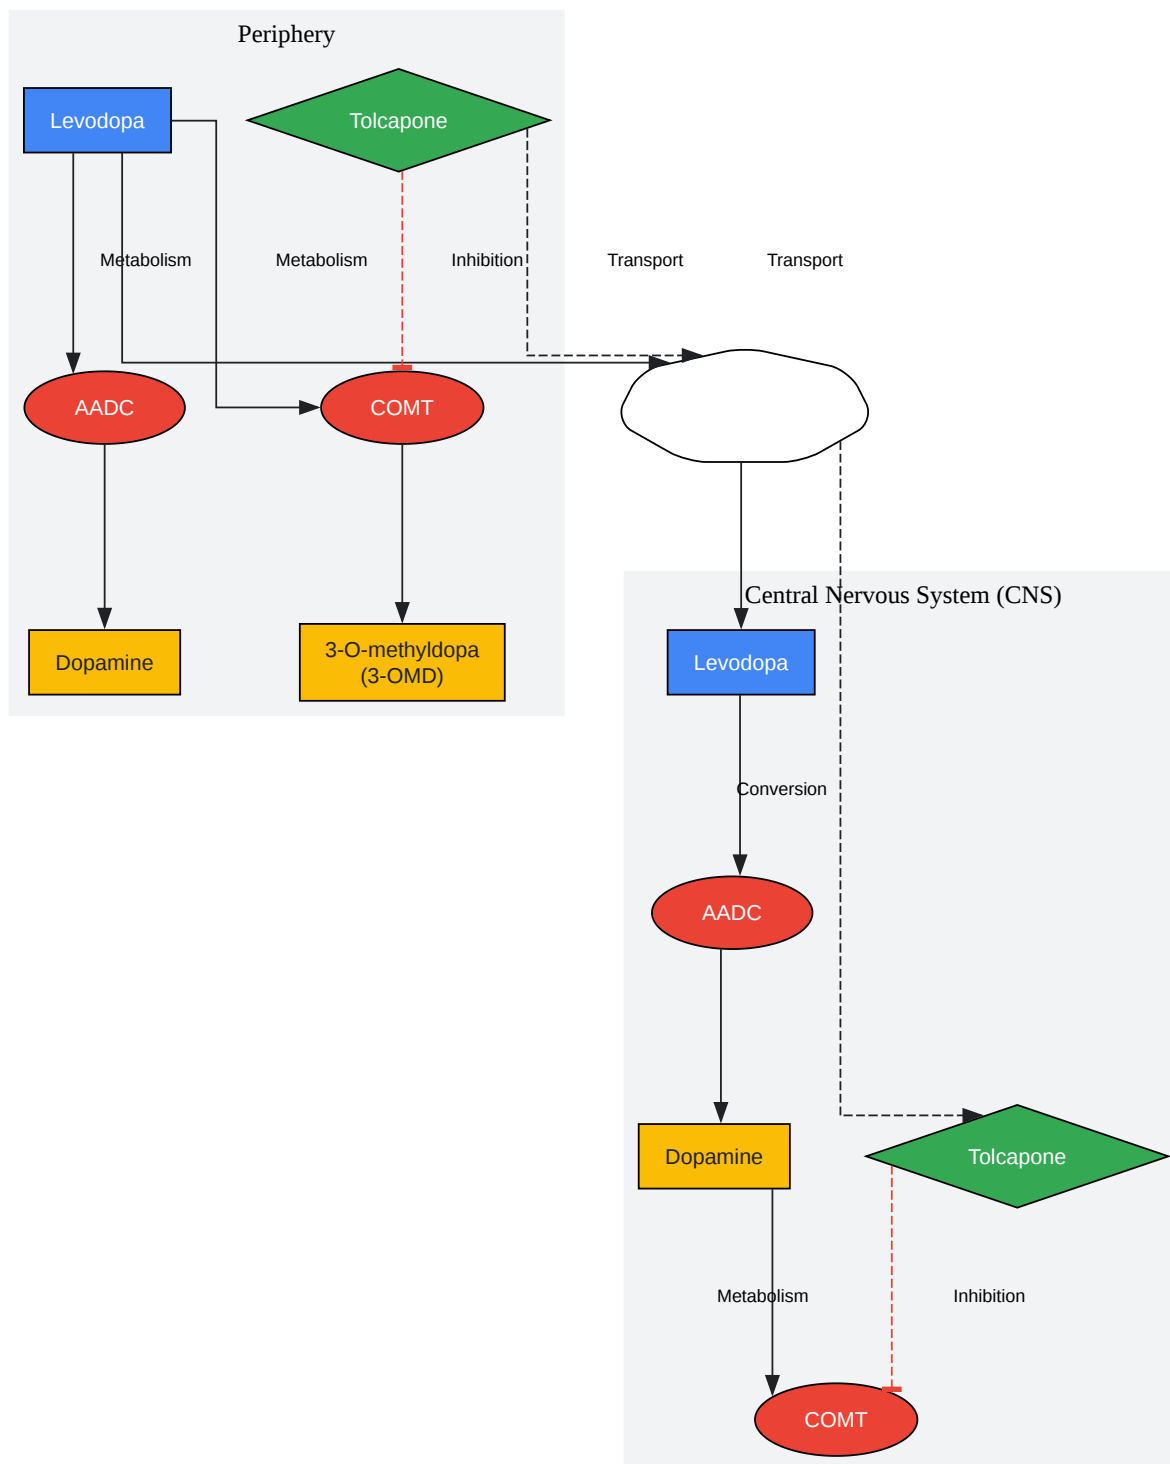 Periphery
Levodopa
Tolcapone
Metabolism
Metabolism
Inhibition
Transport
Transport
AADC
COMT
Dopamine
3-O-methyldopa
(3-OMD)
Central Nervous System (CNS)
Levodopa
Conversion
AADC
Dopamine
Tolcapone
Metabolism
Inhibition
COMT